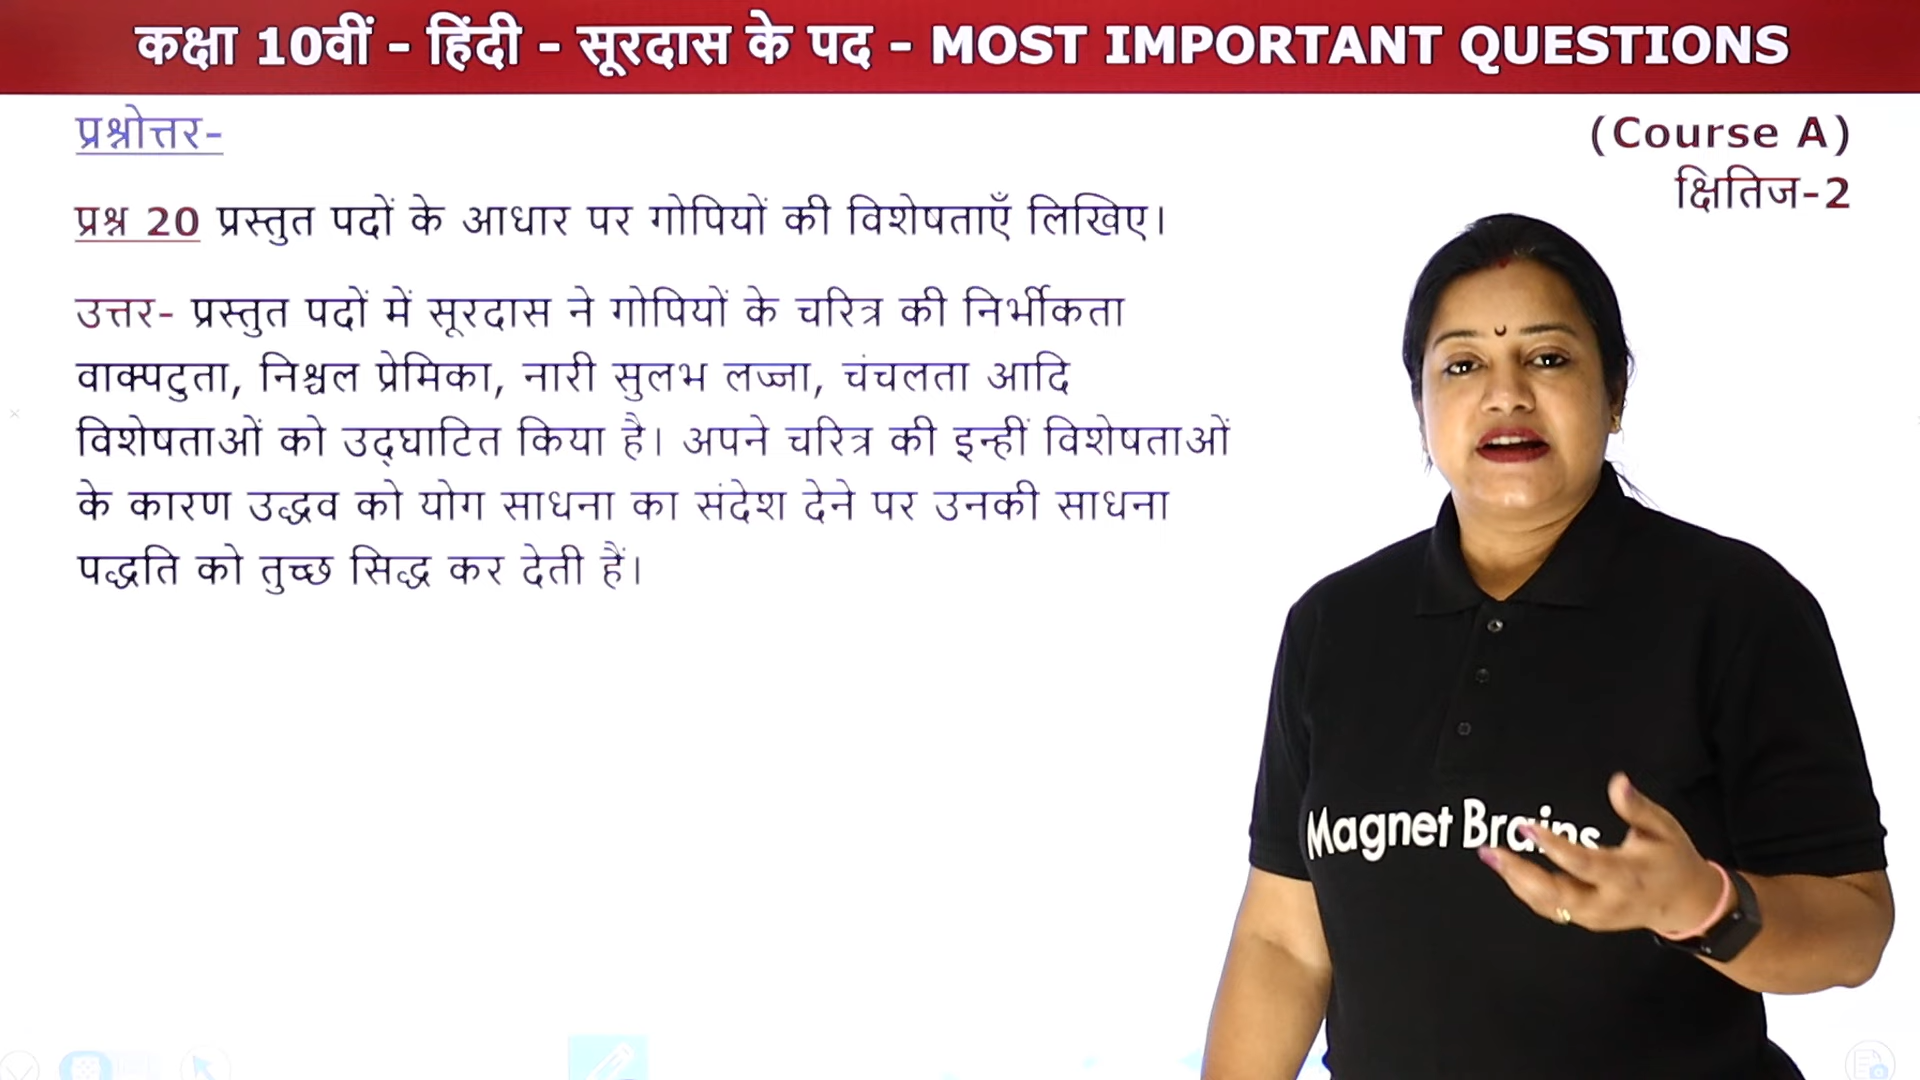 कक्षा 10वीं - हिंदी - सूरदास के पद - MOST IMPORTANT QUESTIONS
प्रश्नोत्तर-
(Course A)
क्षितिज-2
प्रश्न 20 प्रस्तुत पदों के आधार पर गोपियों की विशेषताएँ लिखिए।
उत्तर- प्रस्तुत पदों में सूरदास ने गोपियों के चरित्र की निर्भीकता
वाक्पटुता, निश्चल प्रेमिका, नारी सुलभ लज्जा, चंचलता आदि
विशेषताओं को उद्घाटित किया है। अपने चरित्र की इन्हीं विशेषताओं
के कारण उद्धव को योग साधना का संदेश देने पर उनकी साधना
पद्धति को तुच्छ सिद्ध कर देती हैं।
Magnet Brains